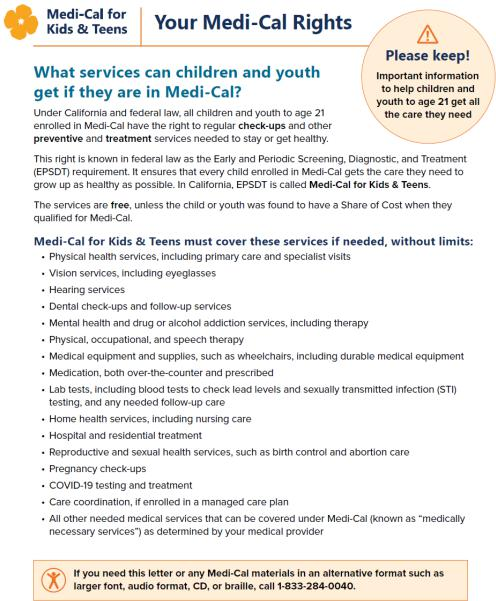 Medi-Cal for
Kids & Teens
Your Medi-Cal Rights
Please keep!
Important information
to help children and
youth to age 21 get all
the care they need
What services can children and youth
get if they are in Medi-Cal?
Under California and federal law, all children and youth to age 21
enrolled in Medi-Cal have the right to regular check-ups and other
preventive and treatment services needed to stay or get healthy.
This right is known in federal law as the Early and Periodic Screening, Diagnostic, and Treatment
(EPSDT) requirement. It ensures that every child enrolled in Medi-Cal gets the care they need to
grow up as healthy as possible. In California, EPSDT is called Medi-Cal for Kids & Teens.
The services are free, unless the child or youth was found to have a Share of Cost when they
qualified for Medi-Cal.
Medi-Cal for Kids & Teens must cover these services if needed, without limits:
• Physical health services, including primary care and specialist visits
• Vision services, including eyeglasses
• Hearing services
• Dental check-ups and follow-up services
• Mental health and drug or alcohol addiction services, including therapy
• Physical, occupational, and speech therapy
• Medical equipment and supplies, such as wheelchairs, including durable medical equipment
• Medication, both over-the-counter and prescribed
• Lab tests, including blood tests to check lead levels and sexually transmitted infection (STI)
testing, and any needed follow-up care
• Home health services, including nursing care
• Hospital and residential treatment
• Reproductive and sexual health services, such as birth control and abortion care
• Pregnancy check-ups
• COVID-19 testing and treatment
• Care coordination, if enrolled in a managed care plan
• All other needed medical services that can be covered under Medi-Cal (known as “medically
necessary services”) as determined by your medical provider
If you need this letter or any Medi-Cal materials in an alternative format such as
larger font, audio format, CD, or braille, call 1-833-284-0040.